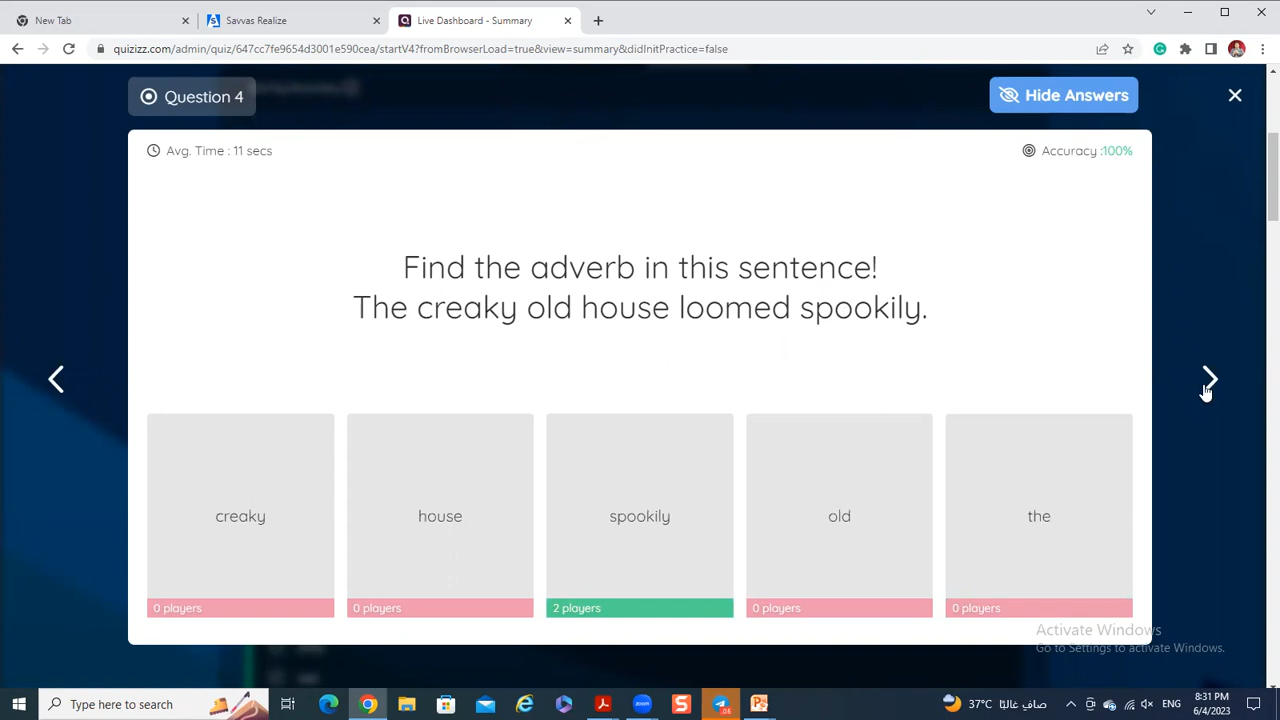 New Tab
Savvas Realize
Live Dashboard - Summary
quizizz.com/admin/quiz/647cc7fe9654d3001e590cea/startV4?fromBrowserLoad=true&view=summary&didInitPractice=false
Question 4
Hide Answers
Avg. Time : 11 secs
Accuracy :100%
Find the adverb in this sentence!
The creaky old house loomed spookily.
creaky
house
spookily
old
the
0 players
0 players
2 players
0 players
0 players
Activate Windows
Go to Settings to activate Windows.
Type here to search
zoom
37°C
صافٍ غالبًا
ENG
8:31 PM
6/4/2023